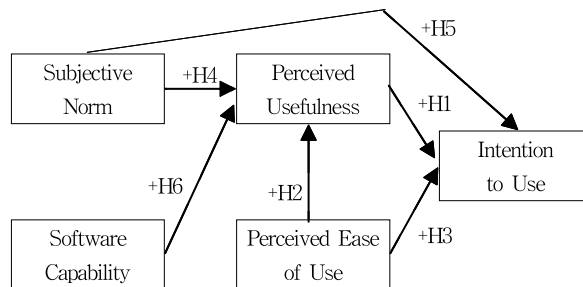 +H5
Subjective
Norm
+H4
Perceived
Usefulness
+H1
Intention
to Use
+H6
+H2
+H3
Software
Capability
Perceived Ease
of Use